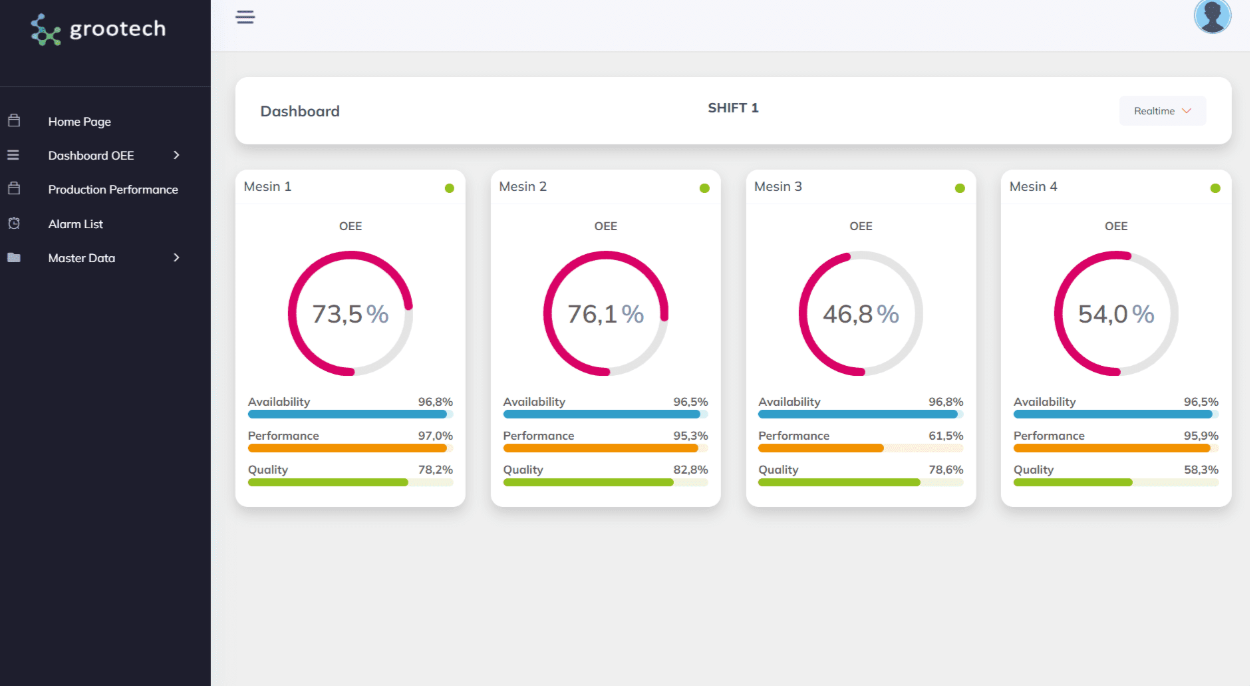 grootech
Home Page
Dashboard OEE
Production Performance
Alarm List
Master Data
Dashboard
SHIFT 1
Realtime
Mesin 1
OEE
73,5 %
Availability 96,8%
Performance 97,0%
Quality 78,2%
Mesin 2
OEE
76,1 %
Availability 96,5%
Performance 95,3%
Quality 82,8%
Mesin 3
OEE
46,8 %
Availability 96,8%
Performance 61,5%
Quality 78,6%
Mesin 4
OEE
54,0 %
Availability 96,5%
Performance 95,9%
Quality 58,3%